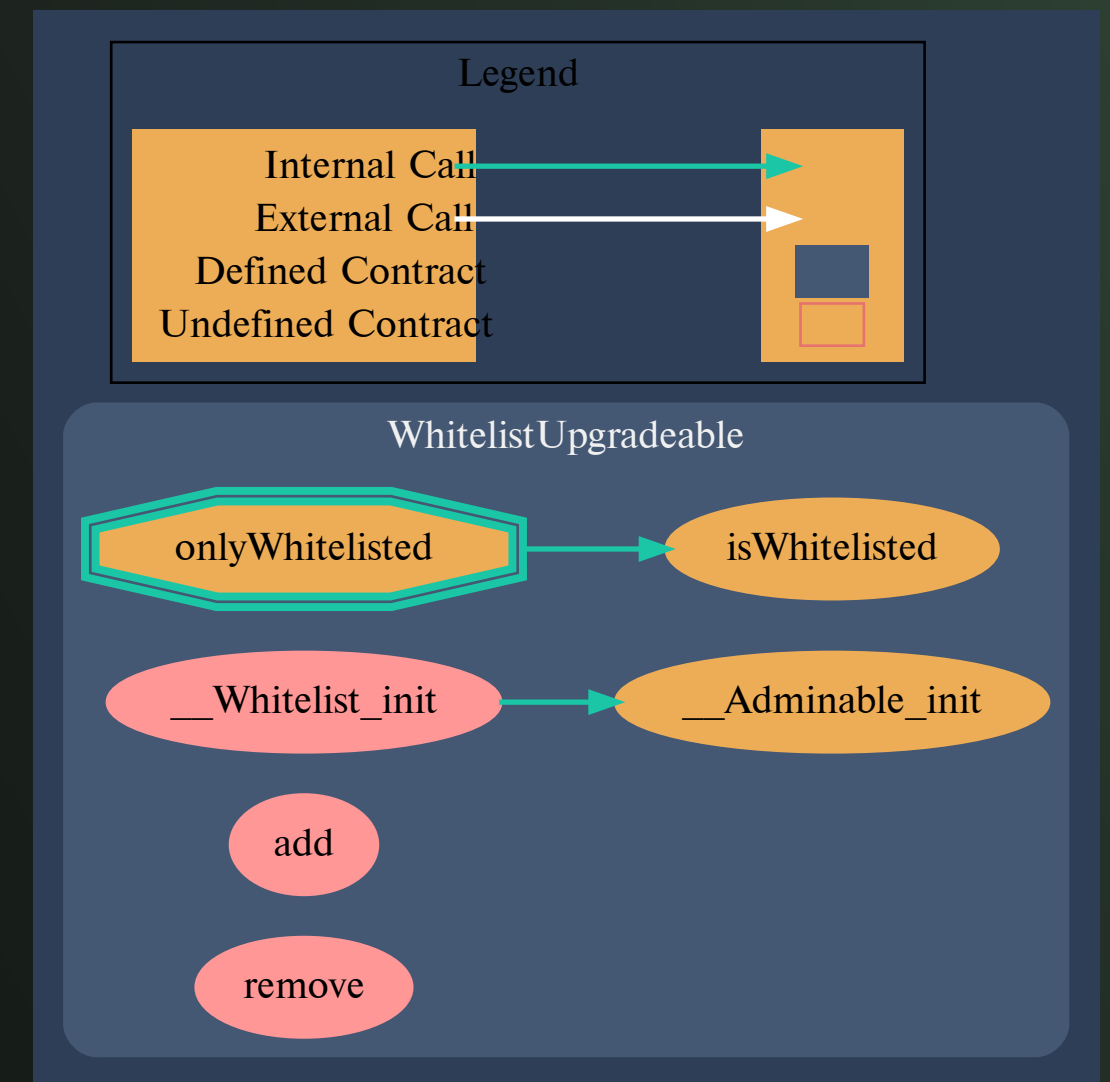 Legend
Internal Call
External Call
Defined Contract
Undefined Contract
WhitelistUpgradeable
onlyWhitelisted
isWhitelisted
__Whitelist_init
__Adminable_init
add
remove